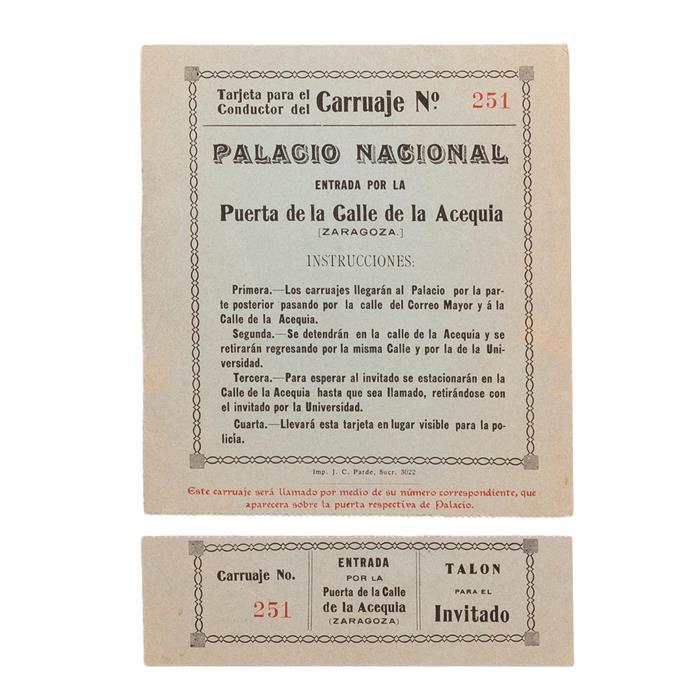 Tarjeta para el
Conductor del Carruaje Nº 251
PALACIO NACIONAL
ENTRADA POR LA
Puerta de la Calle de la Acequia
[ZARAGOZA.]
INSTRUCCIONES:
Primera.—Los carruajes llegarán al Palacio por la par-
te posterior pasando por la calle del Correo Mayor y á la
Calle de la Acequia.
Segunda.—Se detendrán en la calle de la Acequia y se
retirarán regresando por la misma Calle y por la de la Uni-
versidad.
Tercera.—Para esperar al invitado se estacionarán en la
Calle de la Acequia hasta que sea llamado, retirándose con
el invitado por la Universidad.
Cuarta.—Llevará esta tarjeta en lugar visible para la po-
licía.
Imp. J. C. Parde, Sucr. 3022
Este carruaje será llamado por medio de su número correspondiente, que
aparecera sobre la puerta respectiva de Palacio.
Carruaje No.
251
ENTRADA
POR LA
Puerta de la Calle
de la Acequia
(ZARAGOZA)
TALON
PARA EL
Invitado